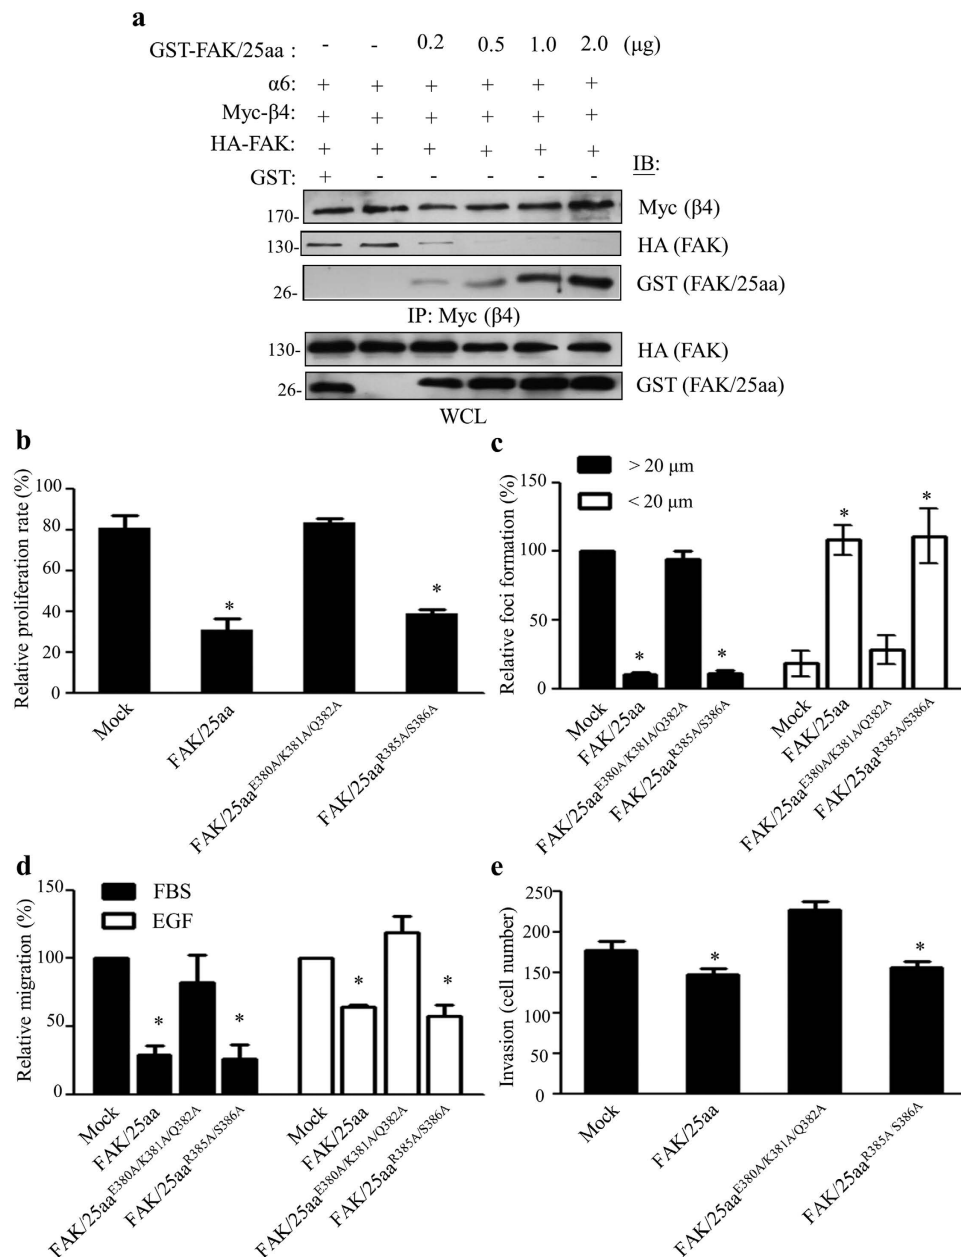 a
GST-FAK/25aa : - - 0.2 0.5 1.0 2.0 (μg)
α6: + + + + + +
Myc-β4: + + + + + +
HA-FAK: + + + + + +
GST: + - - - - -
IB:
170- Myc (β4)
130- HA (FAK)
26- GST (FAK/25aa)
IP: Myc (β4)
130- HA (FAK)
26- GST (FAK/25aa)
WCL
b
Relative proliferation rate (%)
100
80
60
40
20
0
* *
Mock
FAK/25aa
FAK/25aaE380A/K381A/Q382A
FAK/25aaR385A/S386A
c
> 20 μm
< 20 μm
Relative foci formation (%)
150
100
50
0
* * * *
Mock
FAK/25aa
FAK/25aaE380A/K381A/Q382A
FAK/25aaR385A/S386A
Mock
FAK/25aa
FAK/25aaE380A/K381A/Q382A
FAK/25aaR385A/S386A
d
FBS
EGF
Relative migration (%)
150
100
50
0
* * * *
Mock
FAK/25aa
FAK/25aaE380A/K381A/Q382A
FAK/25aaR385A/S386A
Mock
FAK/25aa
FAK/25aaE380A/K381A/Q382A
FAK/25aaR385A/S386A
e
Invasion (cell number)
250
200
150
100
50
0
* *
Mock
FAK/25aa
FAK/25aaE380A/K381A/Q382A
FAK/25aaR385A S386A